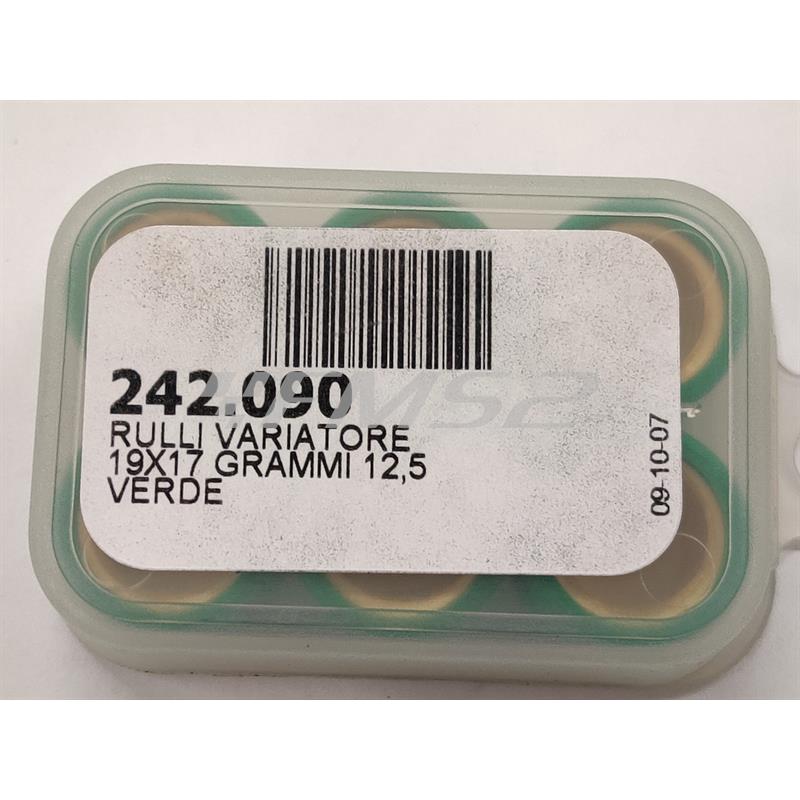 242.090
RULLI VARIATORE
19X17 GRAMMI 12,5
VERDE
09-10-07